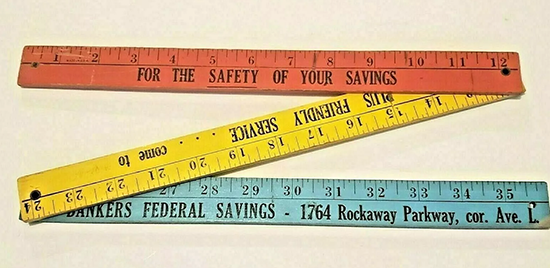 1 2 3 4 5 6 7 8 9 10 11 12
FOR THE SAFETY OF YOUR SAVINGS
PLUS FRIENDLY SERVICE
.... come to
14 15 16 17 18 19 20 21 22 23 24
27 28 29 30 31 32 33 34 35
BANKERS FEDERAL SAVINGS - 1764 Rockaway Parkway, cor. Ave. L.